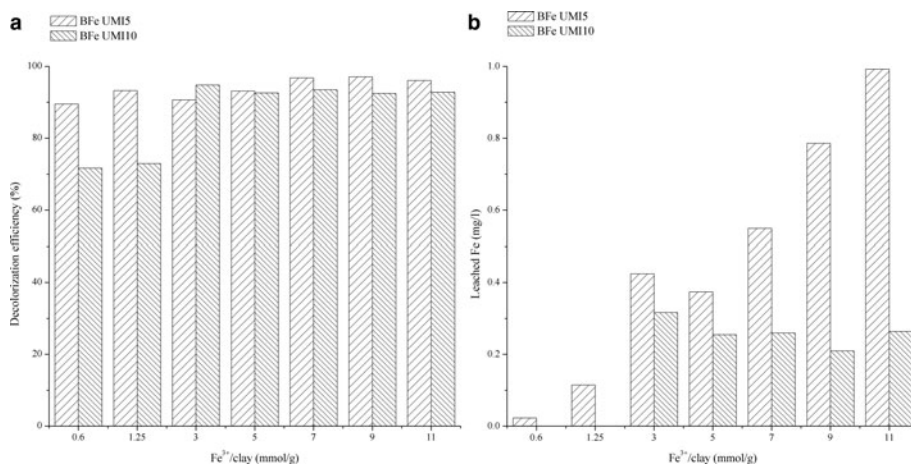 a
BFe UMI5
BFe UMI10
100
80
60
40
20
0
Decolorization efficiency (%)
0.6 1.25 3 5 7 9 11
Fe³⁺/clay (mmol/g)
b
BFe UMI5
BFe UMI10
1.0
0.8
0.6
0.4
0.2
0.0
Leached Fe (mg/l)
0.6 1.25 3 5 7 9 11
Fe³⁺/clay (mmol/g)